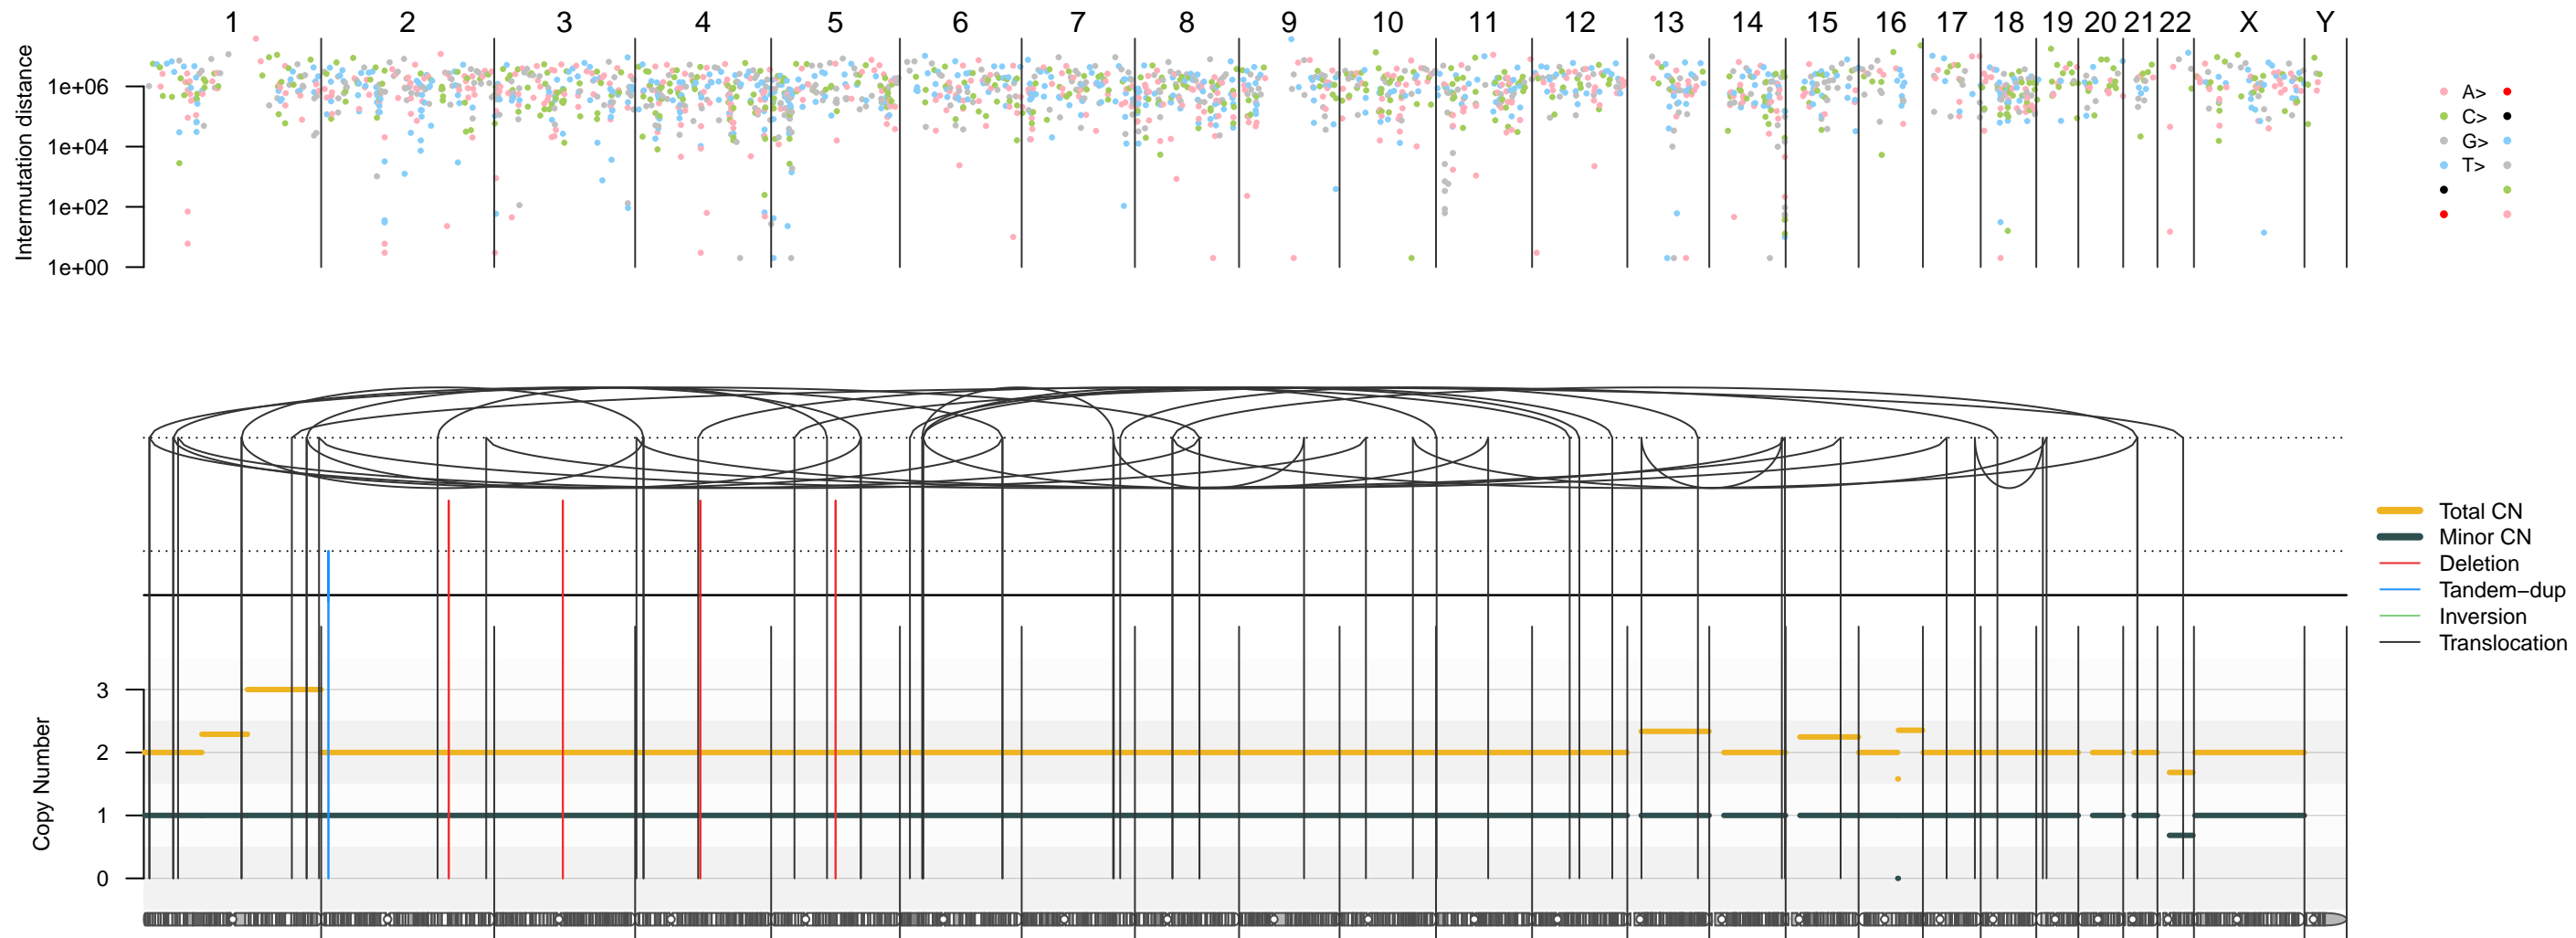 1 2 3 4 5 6 7 8 9 10 11 12 13 14 15 16 17 18 19 20 21 22 X Y
Intermutation distance
1e+06
1e+04
1e+02
1e+00
A>
C>
G>
T>
Total CN
Minor CN
Deletion
Tandem−dup
Inversion
Translocation
Copy Number
3
2
1
0